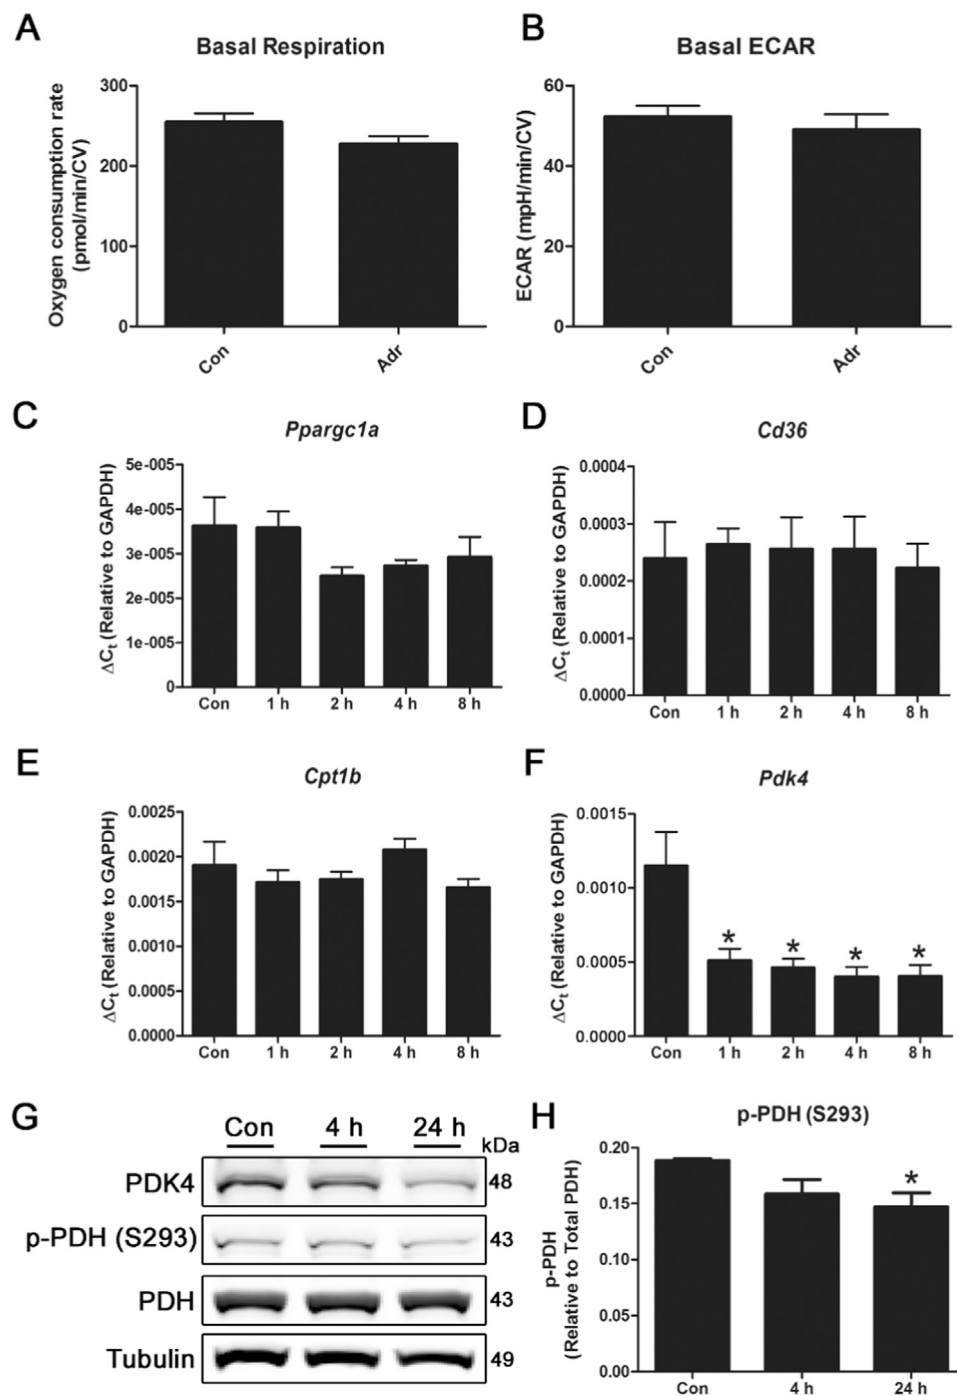 A
Basal Respiration
Oxygen consumption rate
(pmol/min/CV)
300
200
100
0
Con
Adr
B
Basal ECAR
ECAR (mpH/min/CV)
60
40
20
0
Con
Adr
C
Ppargc1a
ΔCt (Relative to GAPDH)
5e-005
4e-005
3e-005
2e-005
1e-005
0
Con 1 h 2 h 4 h 8 h
D
Cd36
ΔCt (Relative to GAPDH)
0.0004
0.0003
0.0002
0.0001
0.0000
Con 1 h 2 h 4 h 8 h
E
Cpt1b
ΔCt (Relative to GAPDH)
0.0025
0.0020
0.0015
0.0010
0.0005
0.0000
Con 1 h 2 h 4 h 8 h
F
Pdk4
ΔCt (Relative to GAPDH)
0.0015
0.0010
0.0005
0.0000
* * * *
Con 1 h 2 h 4 h 8 h
G
Con 4 h 24 h
kDa
PDK4 48
p-PDH (S293) 43
PDH 43
Tubulin 49
H
p-PDH (S293)
p-PDH
(Relative to Total PDH)
0.20
0.15
0.10
0.05
0.00
*
Con 4 h 24 h